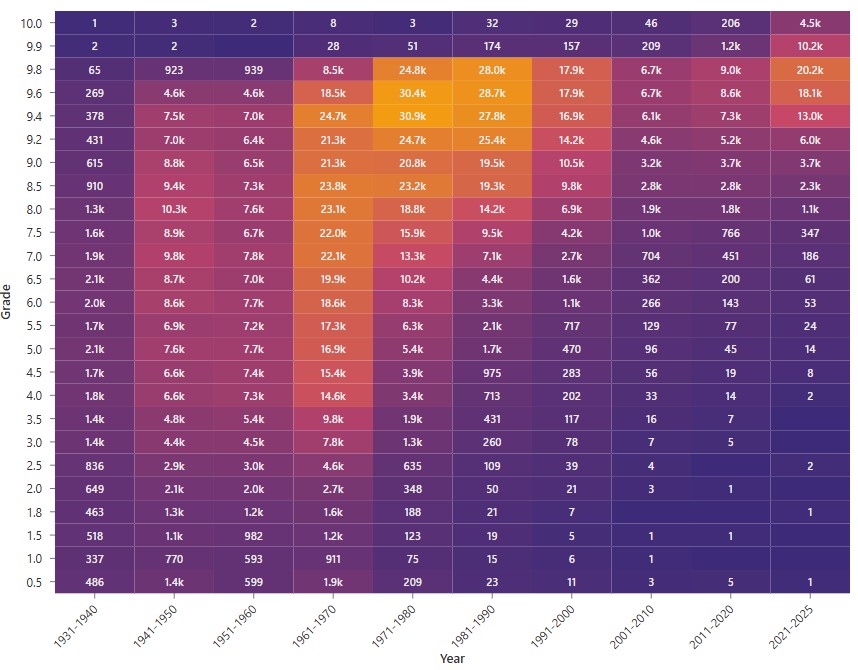 10.0 1 3 2 8 3 32 29 46 206 4.5k
9.9 2 2 28 51 174 157 209 1.2k 10.2k
9.8 65 923 939 8.5k 24.8k 28.0k 17.9k 6.7k 9.0k 20.2k
9.6 269 4.6k 4.6k 18.5k 30.4k 28.7k 17.9k 6.7k 8.6k 18.1k
9.4 378 7.5k 7.0k 24.7k 30.9k 27.8k 16.9k 6.1k 7.3k 13.0k
9.2 431 7.0k 6.4k 21.3k 24.7k 25.4k 14.2k 4.6k 5.2k 6.0k
9.0 615 8.8k 6.5k 21.3k 20.8k 19.5k 10.5k 3.2k 3.7k 3.7k
8.5 910 9.4k 7.3k 23.8k 23.2k 19.3k 9.8k 2.8k 2.8k 2.3k
8.0 1.3k 10.3k 7.6k 23.1k 18.8k 14.2k 6.9k 1.9k 1.8k 1.1k
7.5 1.6k 8.9k 6.7k 22.0k 15.9k 9.5k 4.2k 1.0k 766 347
7.0 1.9k 9.8k 7.8k 22.1k 13.3k 7.1k 2.7k 704 451 186
6.5 2.1k 8.7k 7.0k 19.9k 10.2k 4.4k 1.6k 362 200 61
Grade
6.0 2.0k 8.6k 7.7k 18.6k 8.3k 3.3k 1.1k 266 143 53
5.5 1.7k 6.9k 7.2k 17.3k 6.3k 2.1k 717 129 77 24
5.0 2.1k 7.6k 7.7k 16.9k 5.4k 1.7k 470 96 45 14
4.5 1.7k 6.6k 7.4k 15.4k 3.9k 975 283 56 19 8
4.0 1.8k 6.6k 7.3k 14.6k 3.4k 713 202 33 14 2
3.5 1.4k 4.8k 5.4k 9.8k 1.9k 431 117 16 7
3.0 1.4k 4.4k 4.5k 7.8k 1.3k 260 78 7 5
2.5 836 2.9k 3.0k 4.6k 635 109 39 4 2
2.0 649 2.1k 2.0k 2.7k 348 50 21 3 1
1.8 463 1.3k 1.2k 1.6k 188 21 7 1
1.5 518 1.1k 982 1.2k 123 19 5 1 1
1.0 337 770 593 911 75 15 6 1
0.5 486 1.4k 599 1.9k 209 23 11 3 5 1
1931-1940 1941-1950 1951-1960 1961-1970 1971-1980 1981-1990 1991-2000 2001-2010 2011-2020 2021-2025
Year